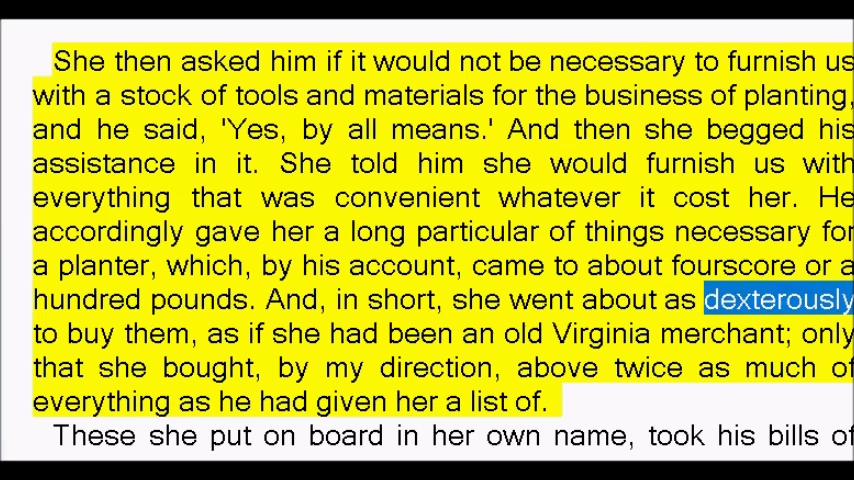 She then asked him if it would not be necessary to furnish us
with a stock of tools and materials for the business of planting,
and he said, 'Yes, by all means.' And then she begged his
assistance in it. She told him she would furnish us with
everything that was convenient whatever it cost her. He
accordingly gave her a long particular of things necessary for
a planter, which, by his account, came to about fourscore or a
hundred pounds. And, in short, she went about as dexterously
to buy them, as if she had been an old Virginia merchant; only
that she bought, by my direction, above twice as much of
everything as he had given her a list of.
These she put on board in her own name, took his bills of